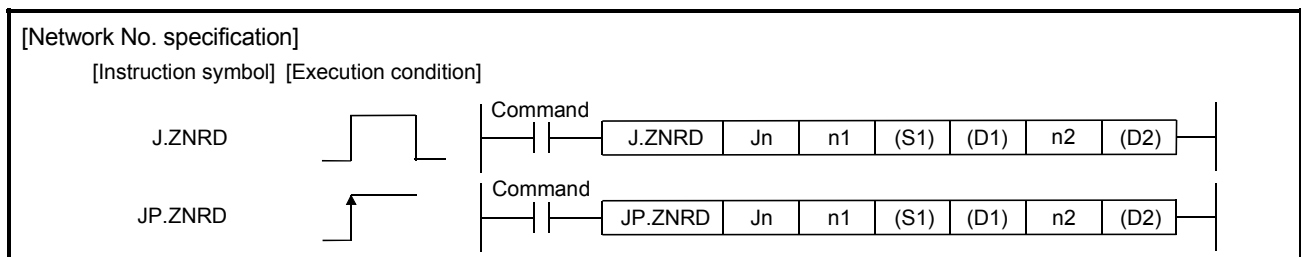 [Network No. specification]
[Instruction symbol] [Execution condition]
Command
J.ZNRD J.ZNRD Jn n1 (S1) (D1) n2 (D2)
Command
JP.ZNRD JP.ZNRD Jn n1 (S1) (D1) n2 (D2)